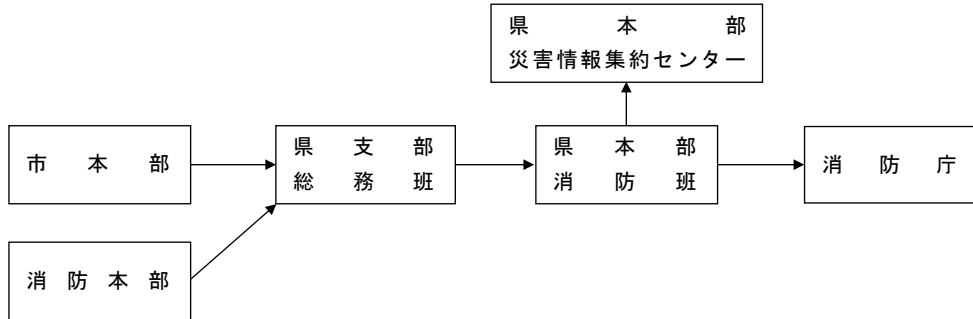 県本部
災害情報集約センター
市本部
県支部
総務班
県本部
消防班
消防庁
消防本部